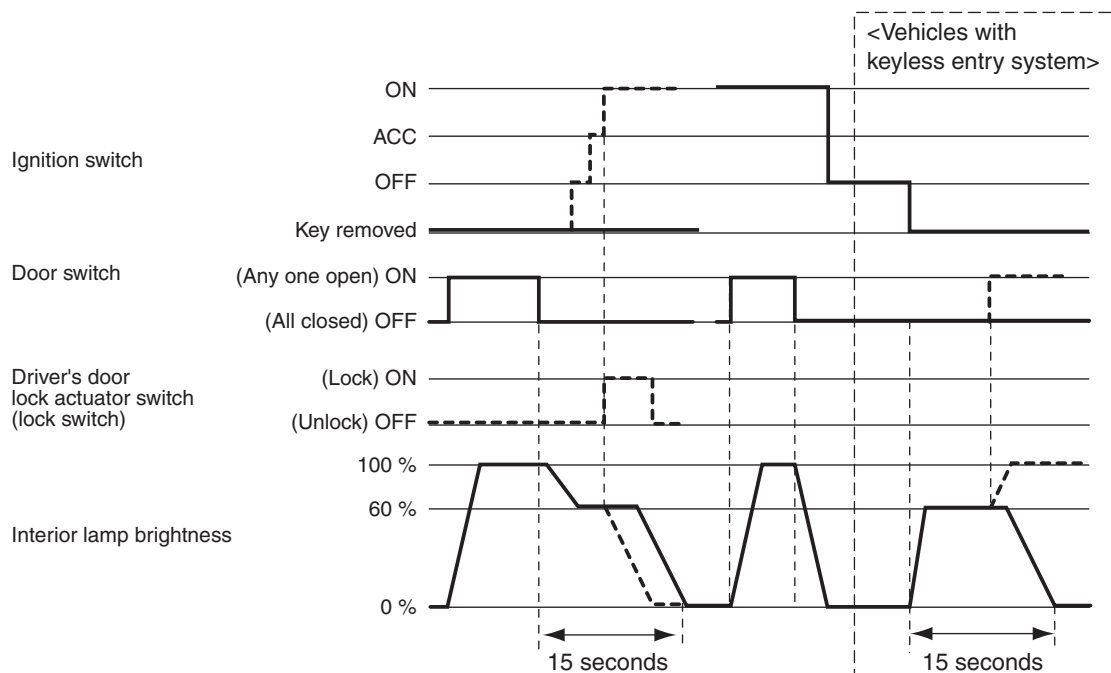 <Vehicles with
keyless entry system>
Ignition switch
ON
ACC
OFF
Key removed
Door switch
(Any one open) ON
(All closed) OFF
Driver's door
lock actuator switch
(lock switch)
(Lock) ON
(Unlock) OFF
Interior lamp brightness
100 %
60 %
0 %
15 seconds
15 seconds